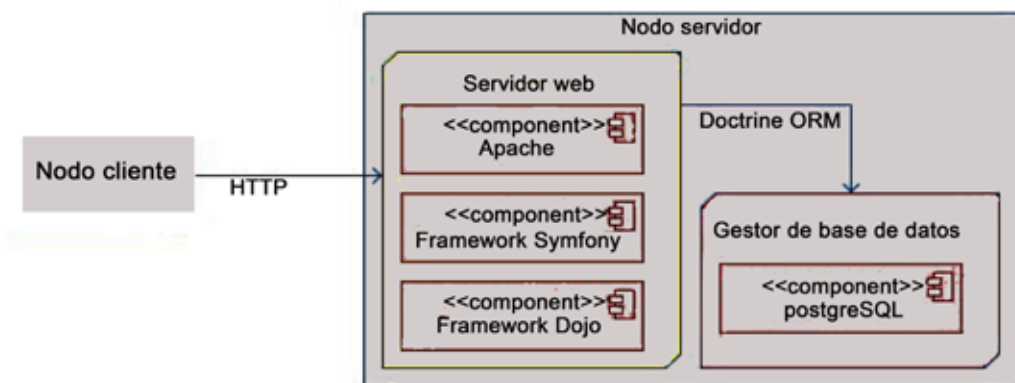 Nodo servidor
Servidor web
<<component>>
Apache
Doctrine ORM
Nodo cliente
HTTP
<<component>>
Framework Symfony
Gestor de base de datos
<<component>>
postgreSQL
<<component>>
Framework Dojo